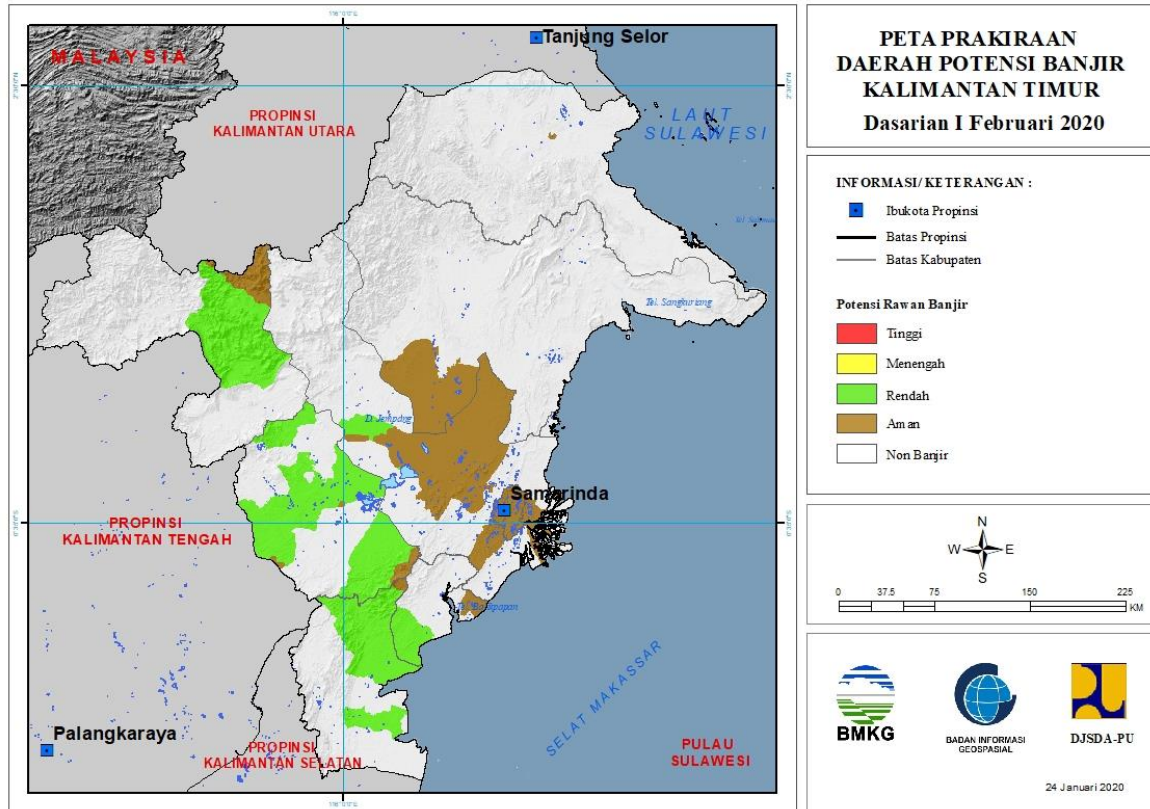 Tanjung Selor
MALAYSIA
PROPINSI
KALIMANTAN UTARA
LAUT
SULAWESI
Tel. Sangkuriang
D. Jempang
Samarinda
PROPINSI
KALIMANTAN TENGAH
Palangkaraya
PROPINSI
KALIMANTAN SELATAN
SELAT MAKASSAR
PULAU
SULAWESI
PETA PRAKIRAAN
DAERAH POTENSI BANJIR
KALIMANTAN TIMUR
Dasarian I Februari 2020
INFORMASI/KETERANGAN :
Ibukota Propinsi
Batas Propinsi
Batas Kabupaten
Potensi Rawan Banjir
Tinggi
Menengah
Rendah
Aman
Non Banjir
N
W E
S
0 37.5 75 150 225
KM
BMKG
BADAN INFORMASI
GEOSPASIAL
DJSDA-PU
24 Januari 2020